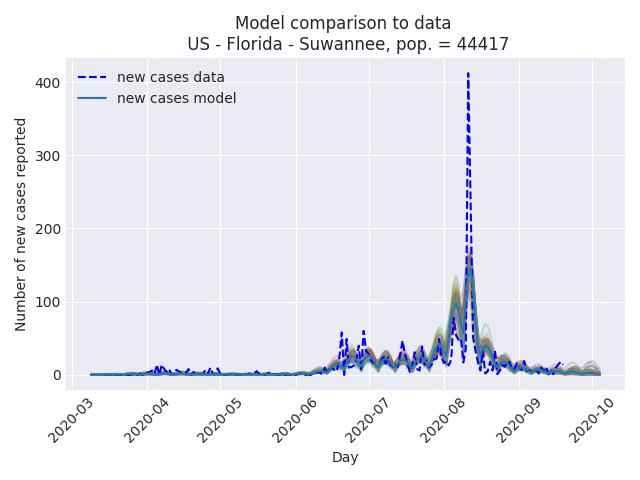 Model comparison to data
US - Florida - Suwannee, pop. = 44417
new cases data
new cases model
Number of new cases reported
400
300
200
100
0
2020-03
2020-04
2020-05
2020-06
2020-07
2020-08
2020-09
2020-10
Day